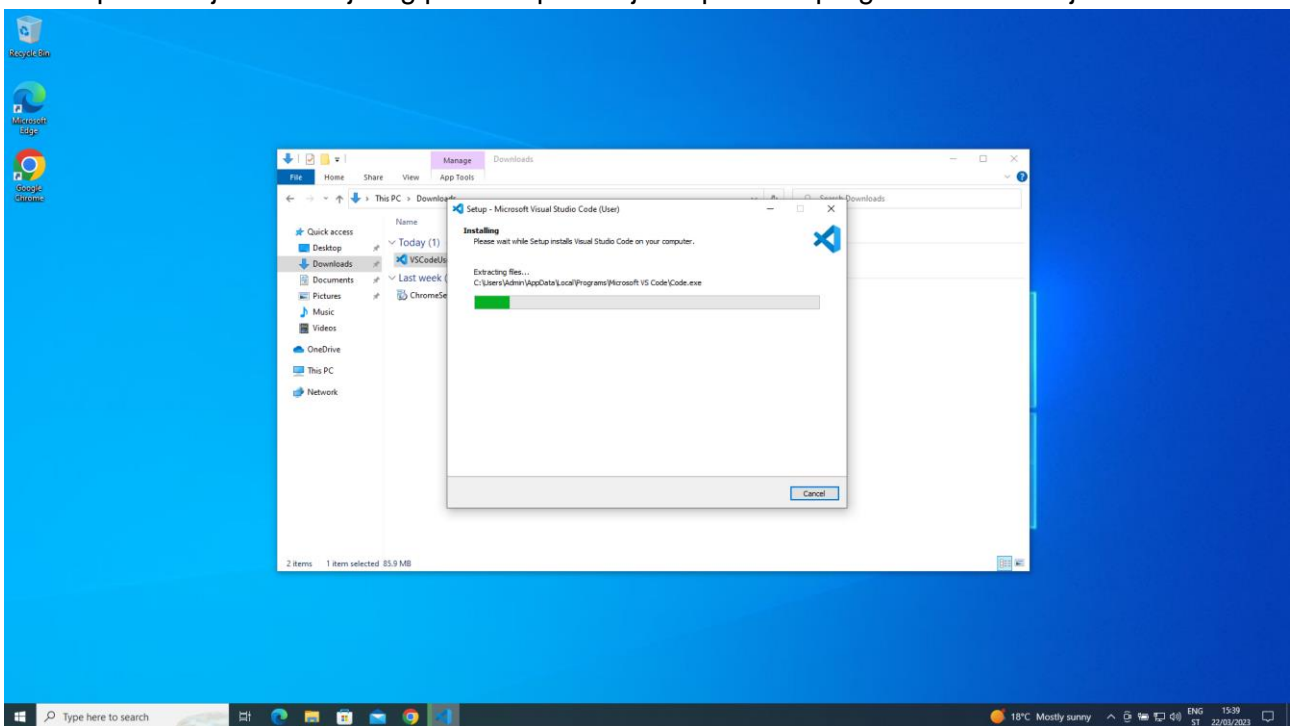 Recycle Bin
Microsoft
Edge
Google
Chrome
Manage
Downloads
File Home Share View App Tools
This PC > Downloads
Search Downloads
Name
Quick access
Desktop
Downloads
Documents
Pictures
Music
Videos
OneDrive
This PC
Network
Today (1)
VSCodeUs
Last week (
ChromeSe
Setup - Microsoft Visual Studio Code (User)
Installing
Please wait while Setup installs Visual Studio Code on your computer.
Extracting files...
C:\Users\Admin\AppData\Local\Programs\Microsoft VS Code\Code.exe
Cancel
2 items 1 item selected 85.9 MB
Type here to search
18°C Mostly sunny
ENG
ST
15:39
22/03/2023